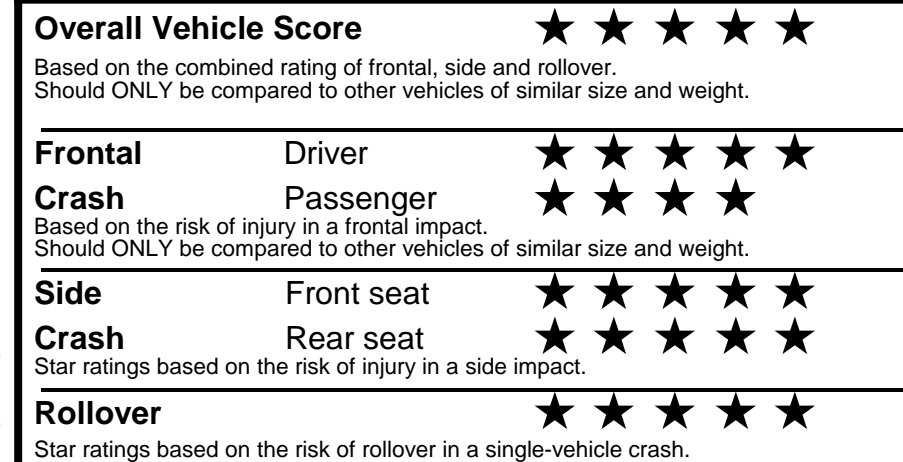 Overall Vehicle Score ★ ★ ★ ★ ★
Based on the combined rating of frontal, side and rollover.
Should ONLY be compared to other vehicles of similar size and weight.
Frontal Driver ★ ★ ★ ★ ★
Crash Passenger ★ ★ ★ ★
Based on the risk of injury in a frontal impact.
Should ONLY be compared to other vehicles of similar size and weight.
Side Front seat ★ ★ ★ ★ ★
Crash Rear seat ★ ★ ★ ★ ★
Star ratings based on the risk of injury in a side impact.
Rollover ★ ★ ★ ★ ★
Star ratings based on the risk of rollover in a single-vehicle crash.